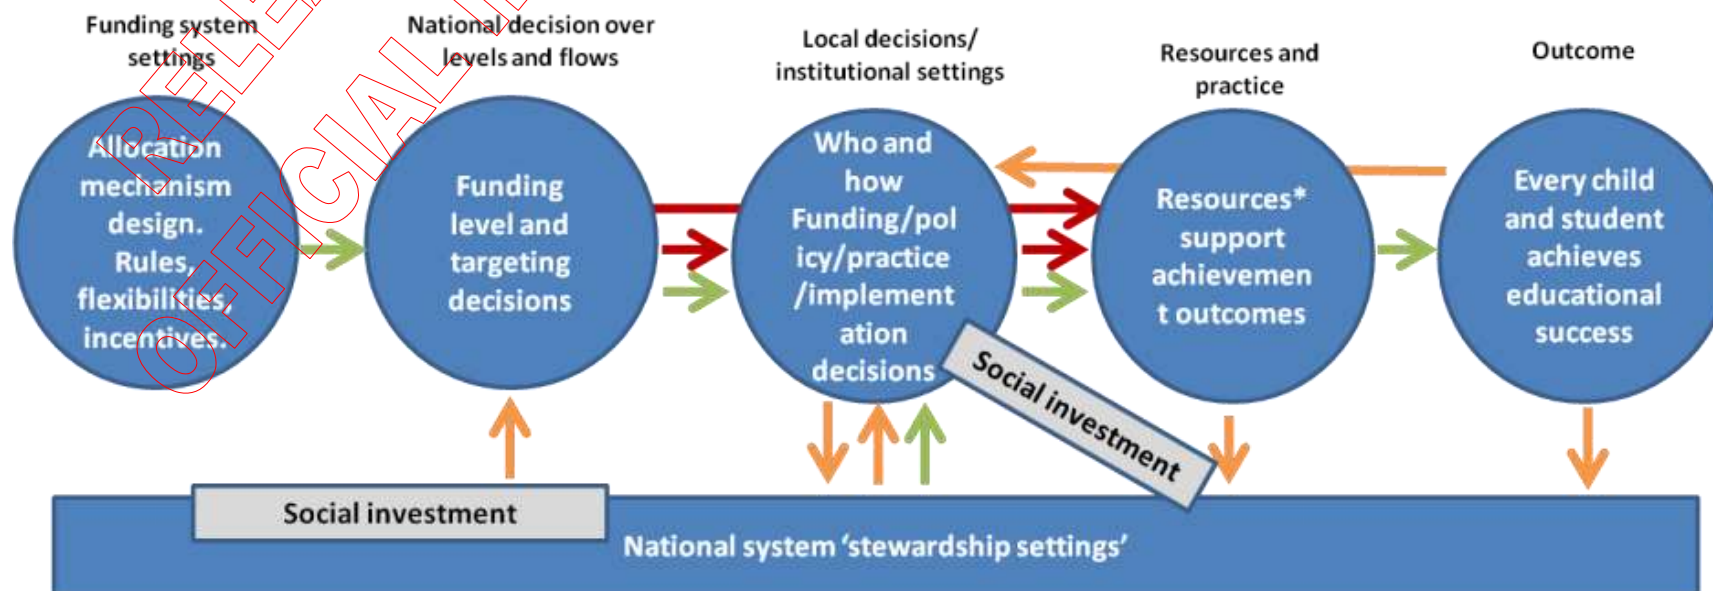 Funding system
settings
National decision over
levels and flows
Local decisions/
institutional settings
Resources and
practice
Outcome
Allocation
mechanism
design.
Rules,
flexibilities,
incentives.
Funding
level and
targeting
decisions
Who and
how
Funding/pol
icy/practice
/implement
ation
decisions
Resources*
support
achievemen
t outcomes
Every child
and student
achieves
educational
success
Social investment
Social investment
National system ‘stewardship settings’
OFFICIAL